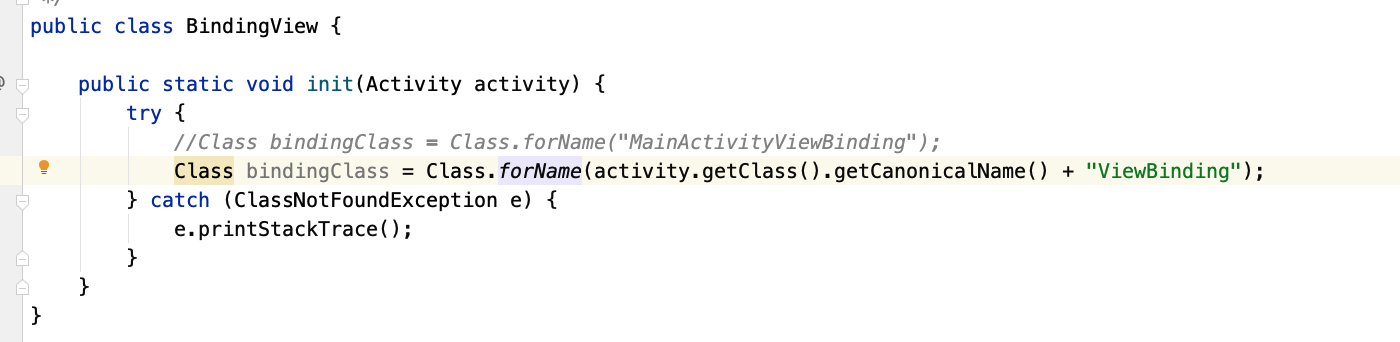 */
public class BindingView {
@
public static void init(Activity activity) {
try {
//Class bindingClass = Class.forName("MainActivityViewBinding");
Class bindingClass = Class.forName(activity.getClass().getCanonicalName() + "ViewBinding");
} catch (ClassNotFoundException e) {
e.printStackTrace();
}
}
}